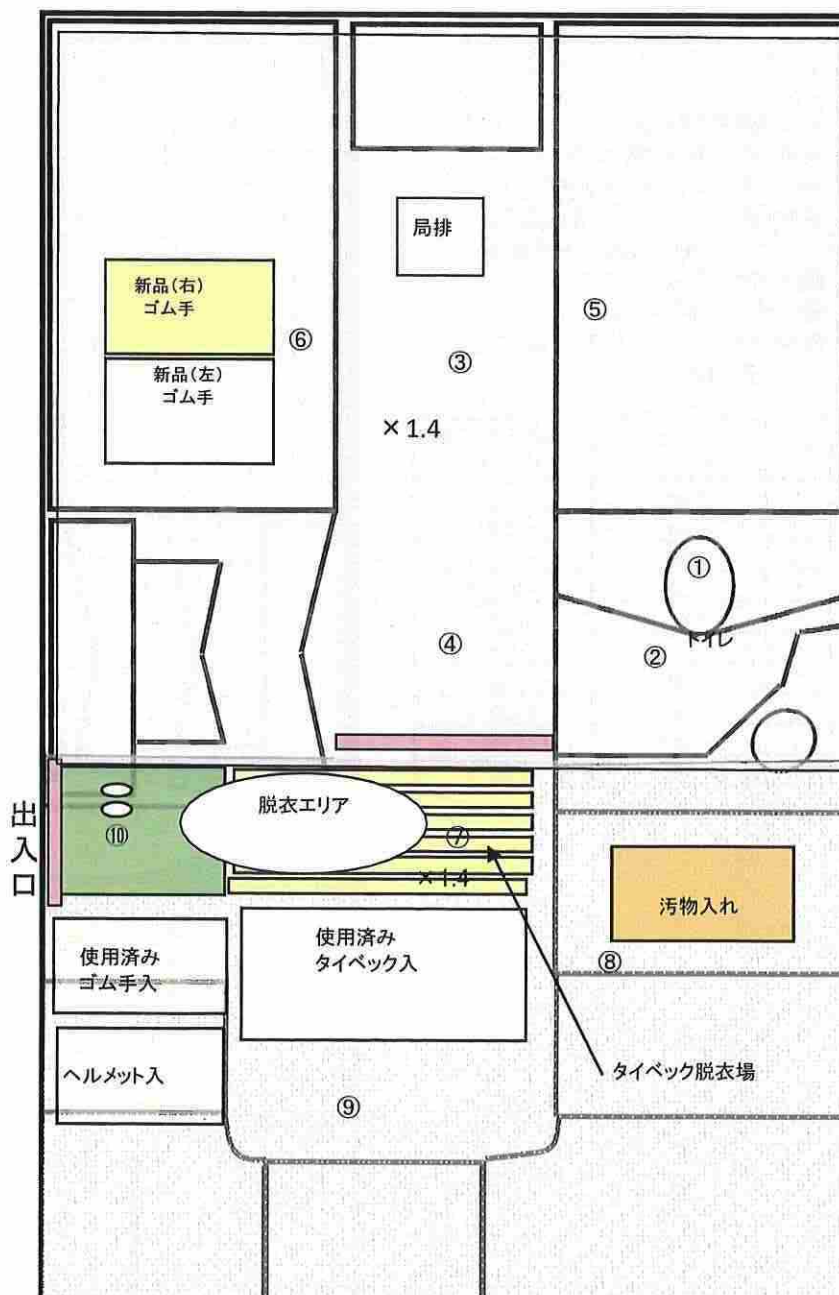 局排
新品(右)
ゴム手
⑥
⑤
新品(左)
ゴム手
③
×1.4
①
トイレ
②
④
出入口
⑩
脱衣エリア
⑦
×1.4
汚物入れ
使用済み
ゴム手入
使用済み
タイベック入
⑧
ヘルメット入
タイベック脱衣場
⑨